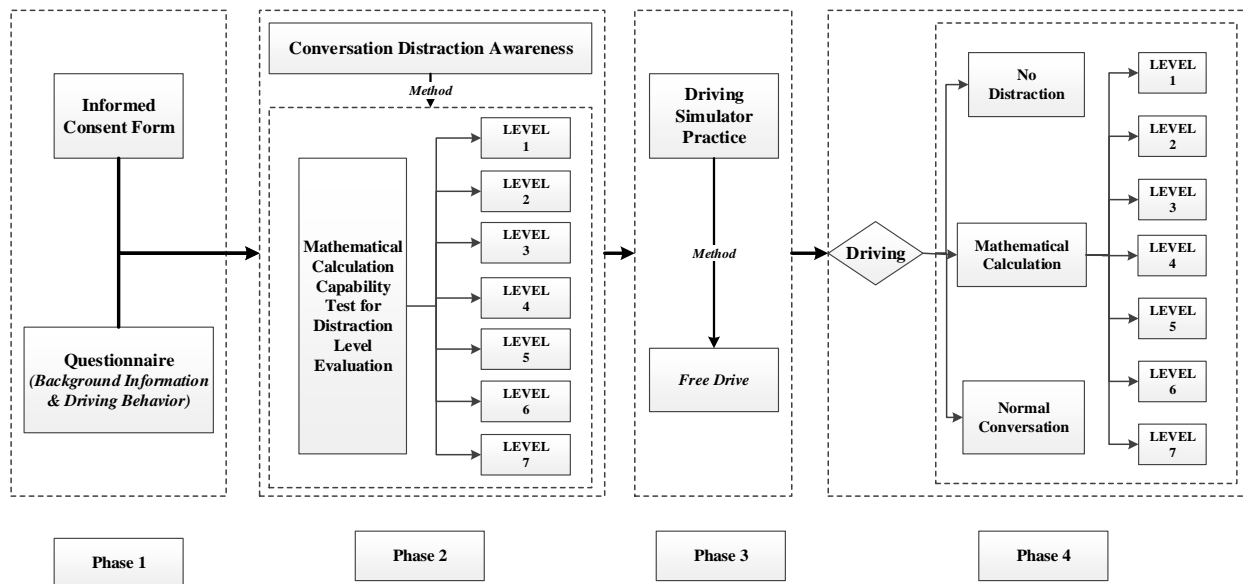 Informed
Consent Form
Questionnaire
(Background Information
& Driving Behavior)
Phase 1
Conversation Distraction Awareness
Method
Mathematical
Calculation
Capability
Test for
Distraction
Level
Evaluation
LEVEL
1
LEVEL
2
LEVEL
3
LEVEL
4
LEVEL
5
LEVEL
6
LEVEL
7
Phase 2
Driving
Simulator
Practice
Method
Free Drive
Phase 3
Driving
No
Distraction
Mathematical
Calculation
Normal
Conversation
LEVEL
1
LEVEL
2
LEVEL
3
LEVEL
4
LEVEL
5
LEVEL
6
LEVEL
7
Phase 4